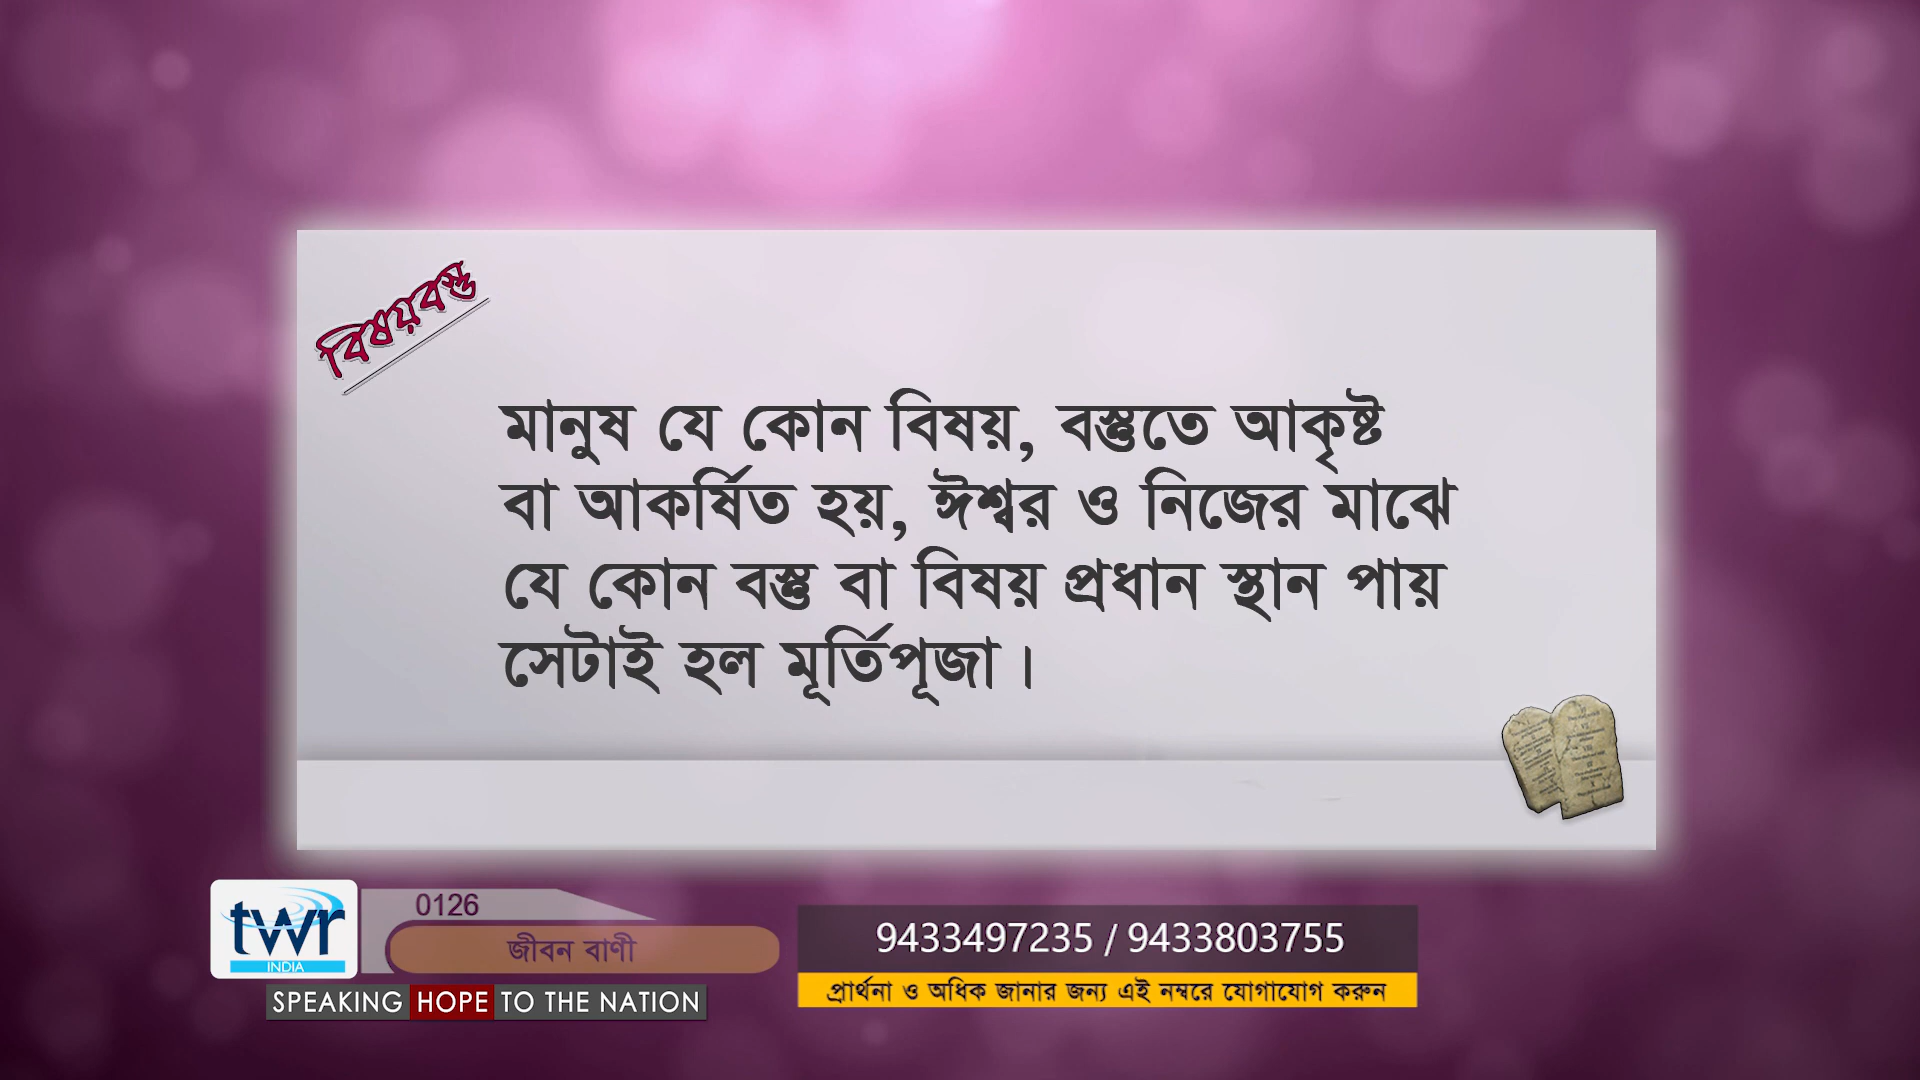 বিষয়বস্তু
মানুষ যে কোন বিষয়, বস্তুতে আকৃষ্ট
বা আকর্ষিত হয়, ঈশ্বর ও নিজের মাঝে
যে কোন বস্তু বা বিষয় প্রধান স্থান পায়
সেটাই হল মূর্তিপূজা।
twr
INDIA
0126
জীবন বাণী
SPEAKING HOPE TO THE NATION
9433497235 / 9433803755
প্রার্থনা ও অধিক জানার জন্য এই নম্বরে যোগাযোগ করুন